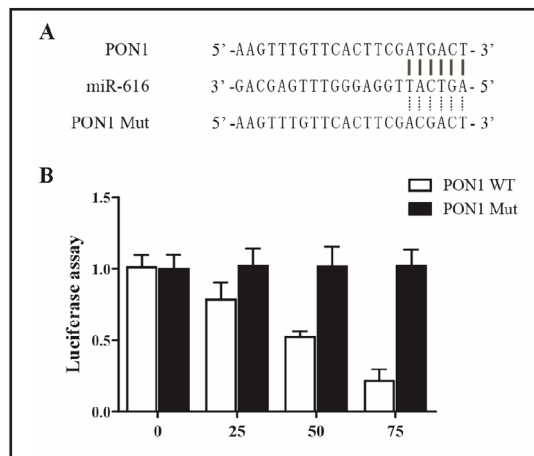 A
PON1 5’-AAGTTTGTTCACTTCGATGACT-3’
miR-616 3’-GACGAGTTTGGGAGGTTACTGA-5’
PON1 Mut 5’-AAGTTTGTTCACTTCGACGACT-3’
B
PON1 WT
PON1 Mut
Luciferase assay
1.5
1.0
0.5
0.0
0 25 50 75